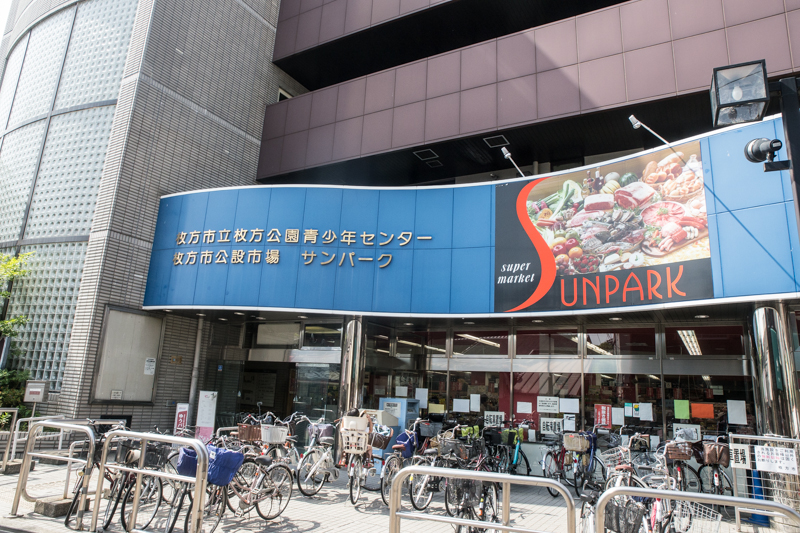 枚方市立枚方公園青少年センター
枚方市公設市場 サンパーク
super
market
SUNPARK